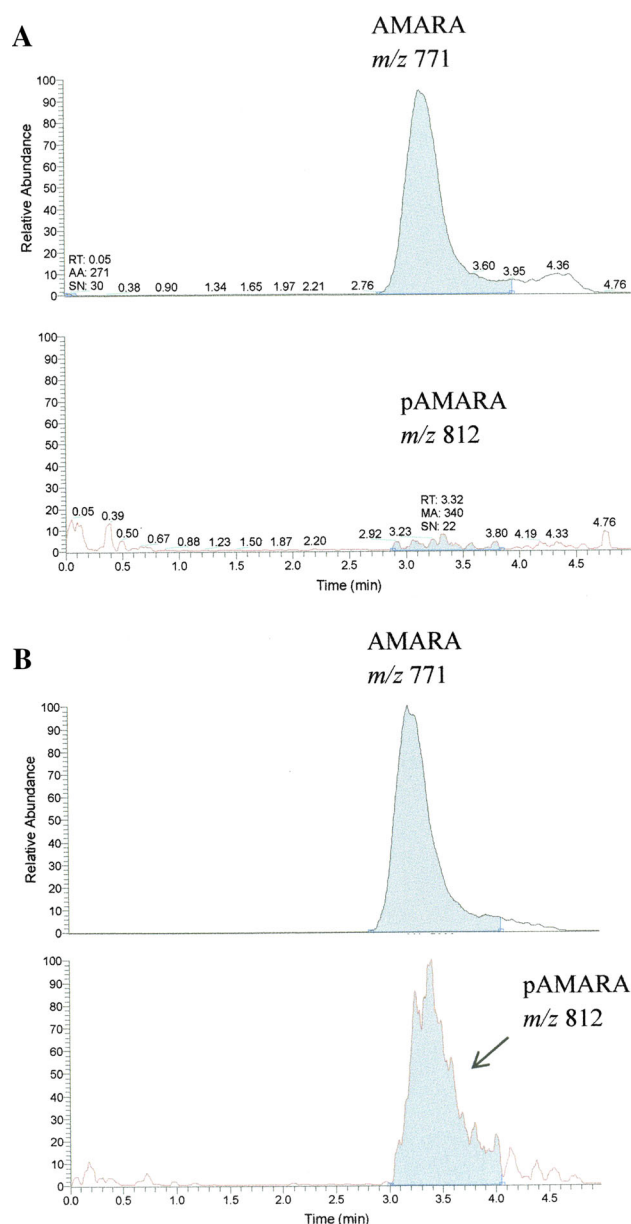 A
AMARA
m/z 771
100
90
80
70
60
50
40
30
20
10
0
Relative Abundance
RT: 0.05
AA: 271
SN: 30
0.38 0.90 1.34 1.65 1.97 2.21 2.76 3.60 3.95 4.36 4.76
100
90
80
70
60
50
40
30
20
10
0
pAMARA
m/z 812
RT: 3.32
MA: 340
SN: 22
0.05 0.39 0.50 0.67 0.88 1.23 1.50 1.87 2.20 2.92 3.23 3.80 4.19 4.33 4.76
0.0 0.5 1.0 1.5 2.0 2.5 3.0 3.5 4.0 4.5
Time (min)
B
AMARA
m/z 771
100
90
80
70
60
50
40
30
20
10
0
Relative Abundance
100
90
80
70
60
50
40
30
20
10
0
pAMARA
m/z 812
0.0 0.5 1.0 1.5 2.0 2.5 3.0 3.5 4.0 4.5
Time (min)